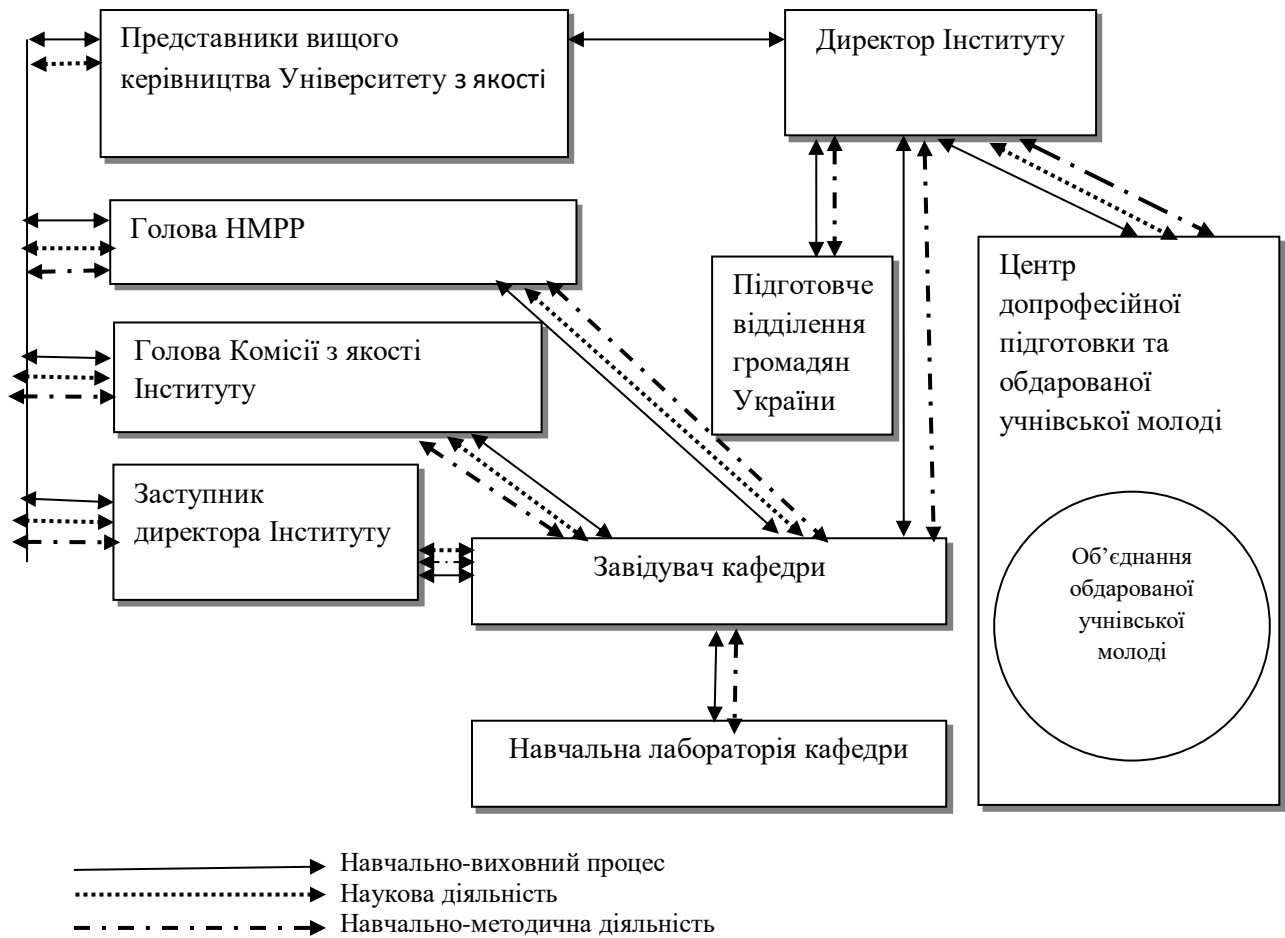 Представники вищого
керівництва Університету з якості
Директор Інституту
Голова НМРР
Голова Комісії з якості
Інституту
Заступник
директора Інституту
Підготовче
відділення
громадян
України
Центр
допрофесійної
підготовки та
обдарованої
учнівської молоді
Об’єднання
обдарованої
учнівської
молоді
Завідувач кафедри
Навчальна лабораторія кафедри
Навчально-виховний процес
Наукова діяльність
Навчально-методична діяльність